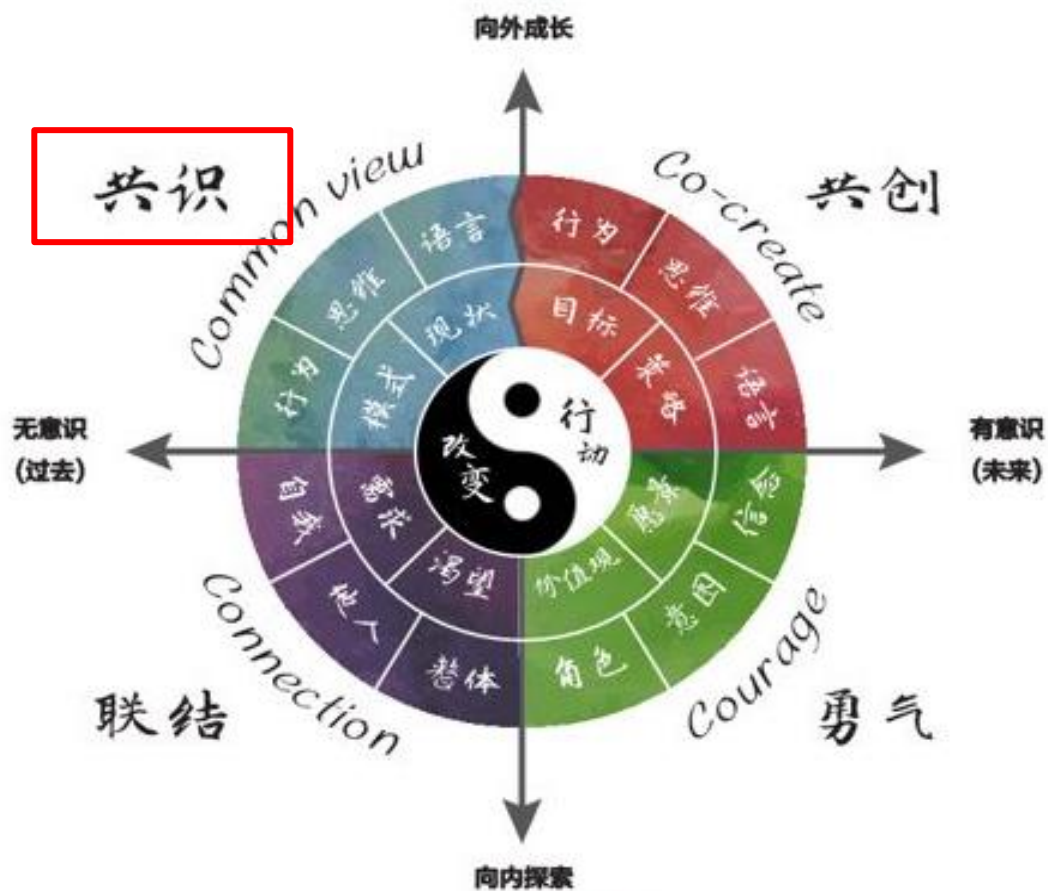 向外成长
共识
Common view
Co-create
共创
语言
行为
思维
思维
现状
目标
行为
模式
策略
语言
无意识
(过去)
改变
行动
有意识
(未来)
自我
需求
愿景
信念
渴望
价值观
他人
意图
整体
角色
Connection
Courage
联结
勇气
向内探索